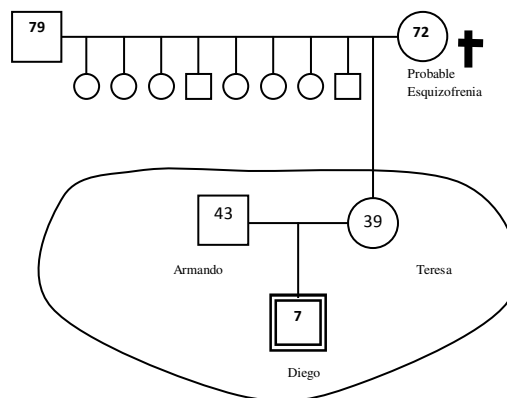 79
72
Probable
Esquizofrenia
43
39
Armando
Teresa
7
Diego